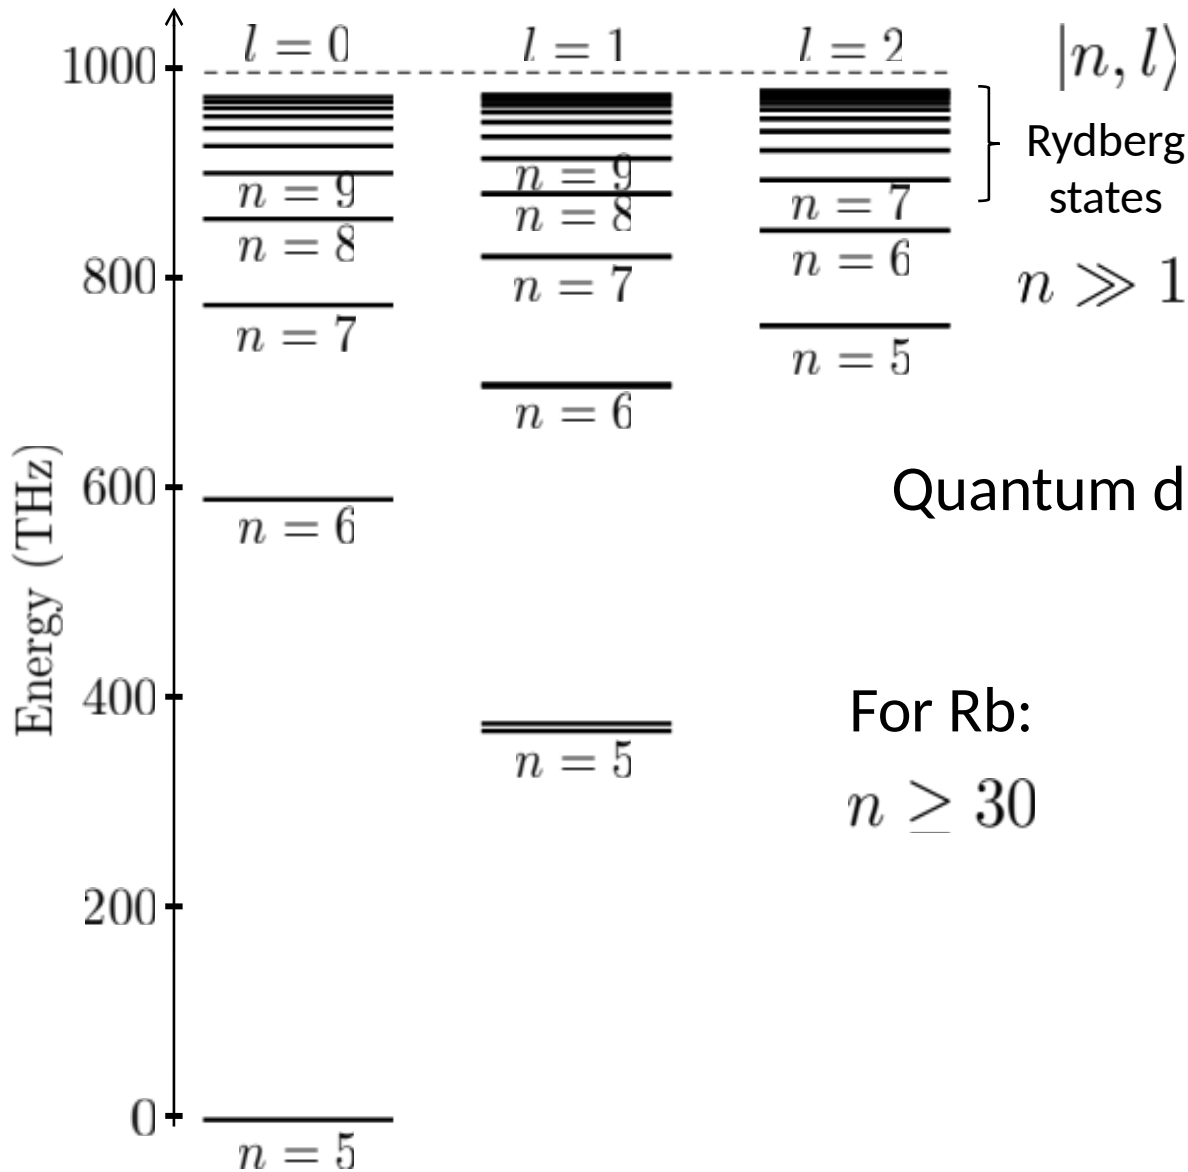 l = 0
l = 1
l = 2
|n, l⟩
1000
Rydberg
states
n = 9
n = 9
n = 7
n = 8
n = 8
n = 6
800
n ≫ 1
n = 7
n = 7
n = 5
n = 6
Energy (THz)
600
Quantum d
n = 6
400
For Rb:
n = 5
n ≥ 30
200
0
n = 5